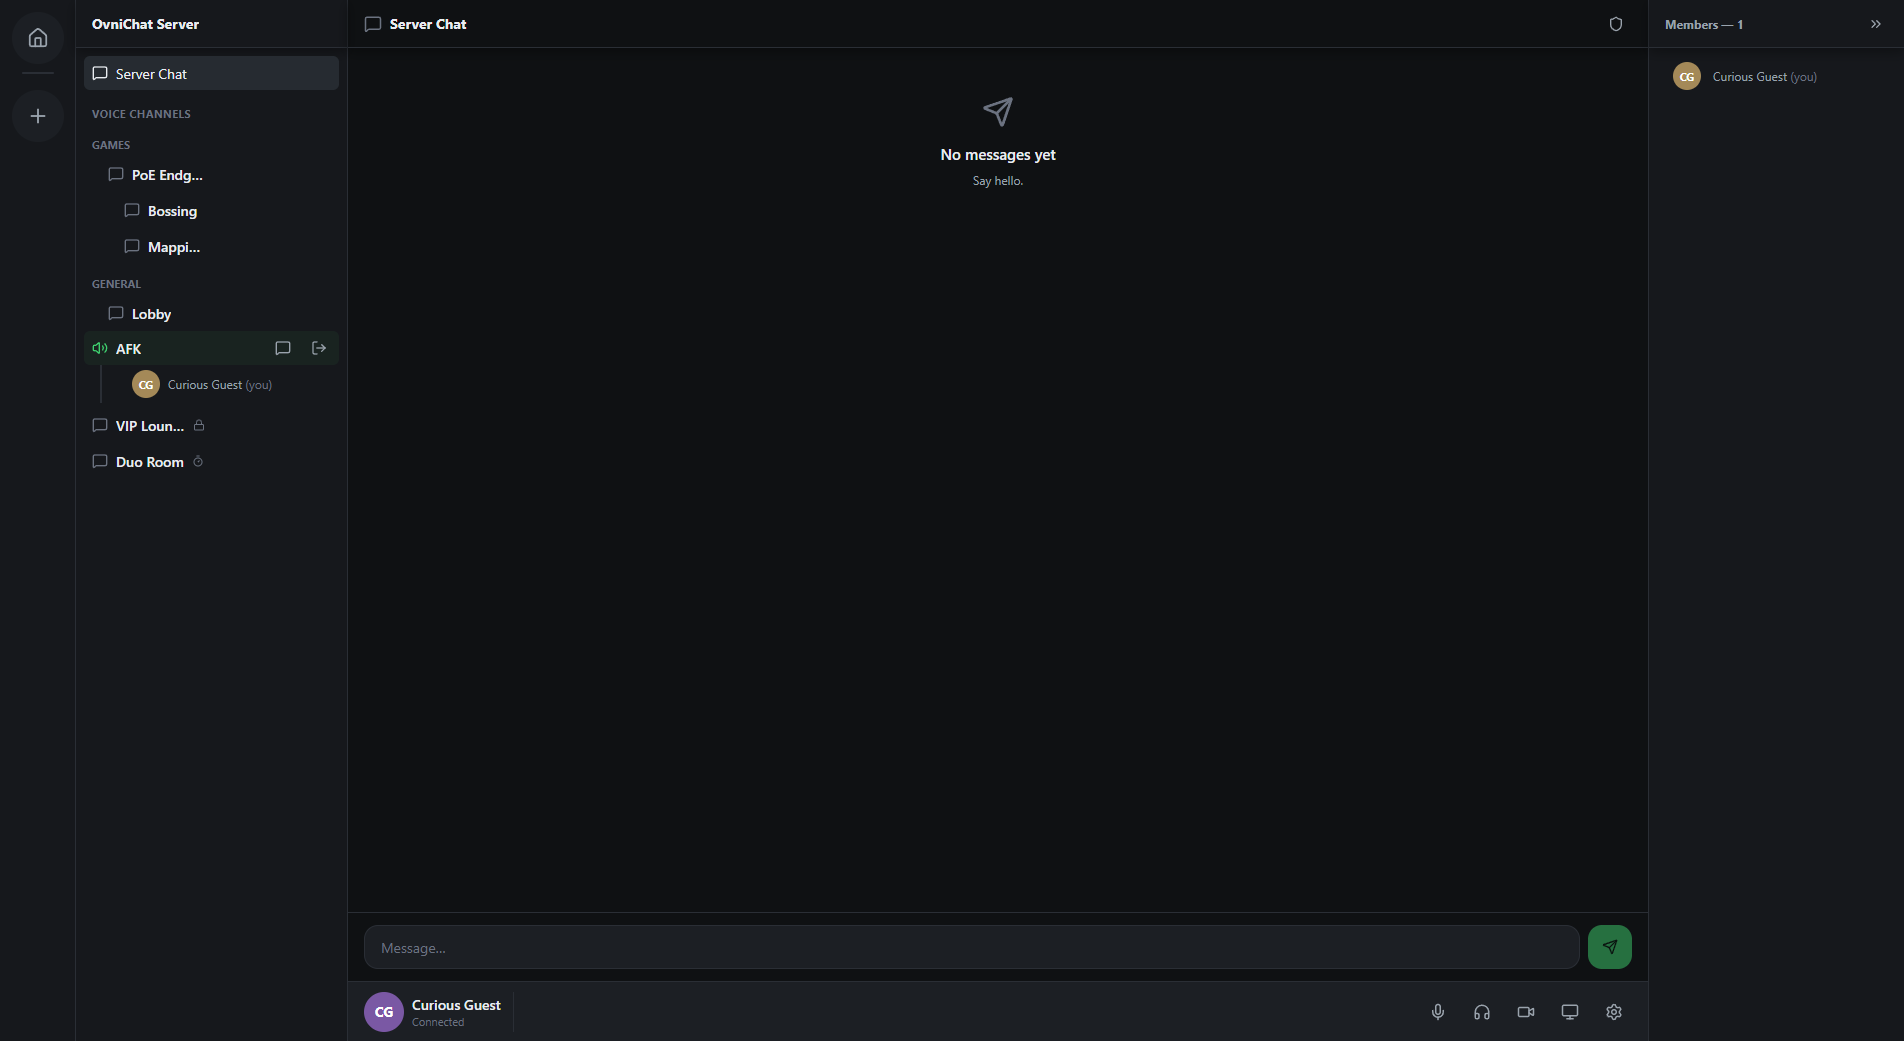 OvniChat Server
Server Chat
VOICE CHANNELS
GAMES
PoE Endg...
Bossing
Mappi...
GENERAL
Lobby
AFK
CG Curious Guest (you)
VIP Loun...
Duo Room
Server Chat
No messages yet
Say hello.
Message...
CG Curious Guest
Connected
Members — 1
CG Curious Guest (you)